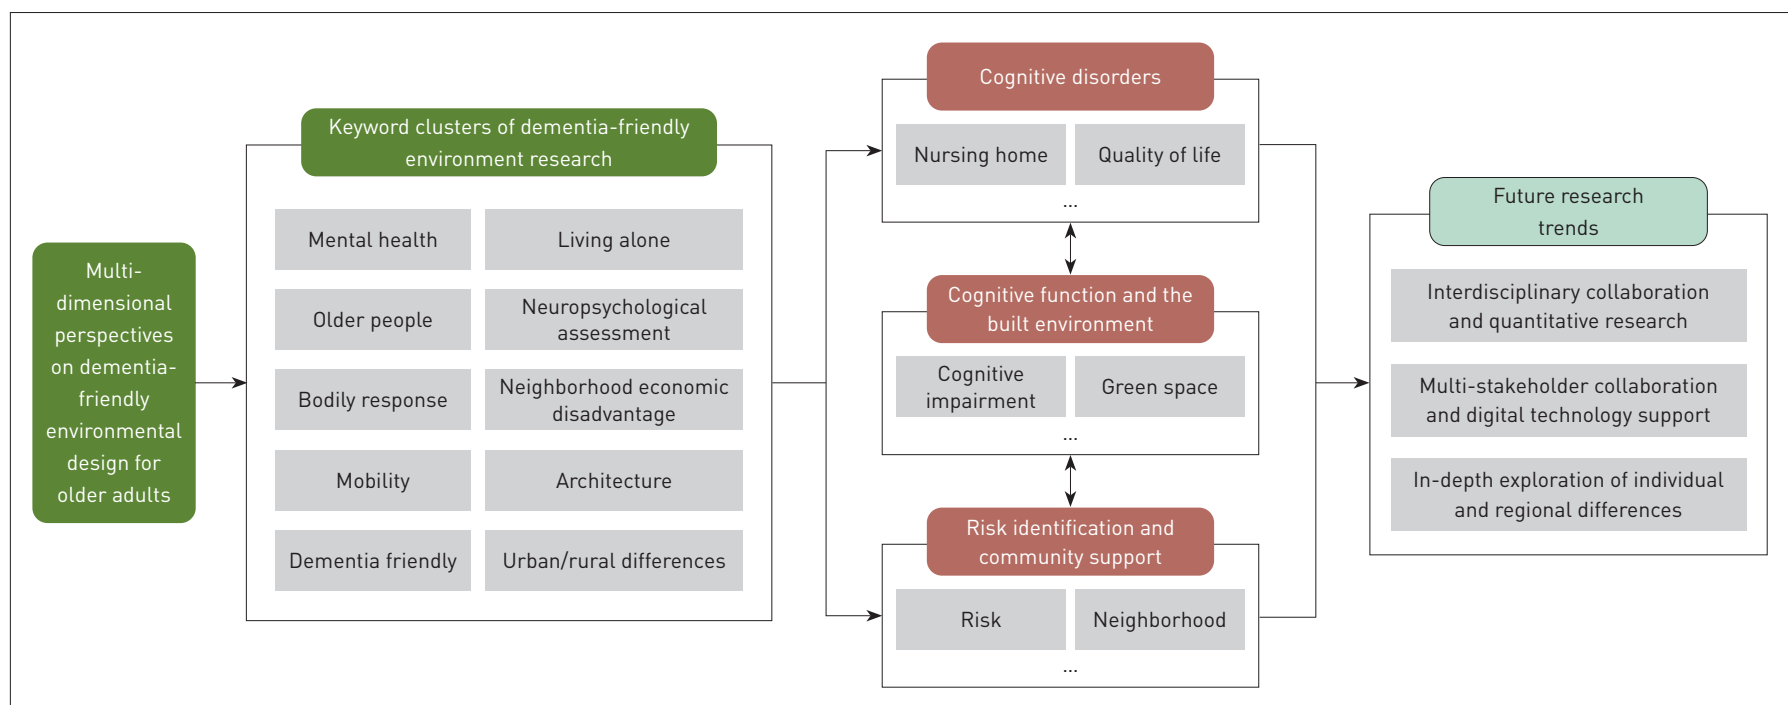 Multi-
dimensional
perspectives
on dementia-
friendly
environmental
design for
older adults
Keyword clusters of dementia-friendly
environment research
Mental health
Living alone
Older people
Neuropsychological
assessment
Bodily response
Neighborhood economic
disadvantage
Mobility
Architecture
Dementia friendly
Urban/rural differences
Cognitive disorders
Nursing home
Quality of life
...
Cognitive function and the
built environment
Cognitive
impairment
Green space
...
Risk identification and
community support
Risk
Neighborhood
...
Future research
trends
Interdisciplinary collaboration
and quantitative research
Multi-stakeholder collaboration
and digital technology support
In-depth exploration of individual
and regional differences